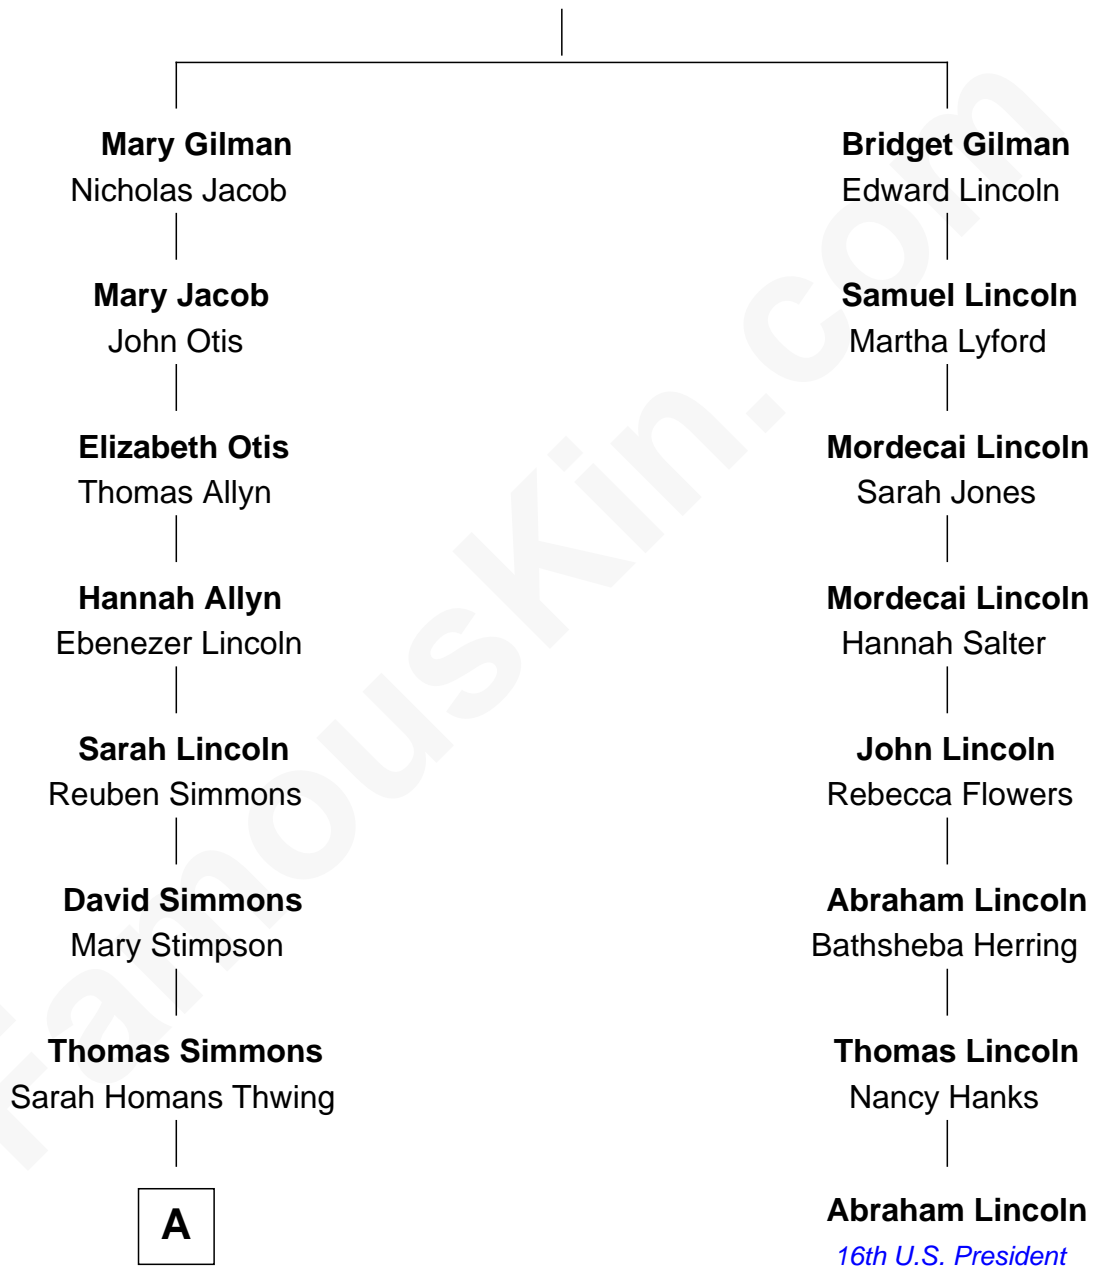 Mary Gilman
Nicholas Jacob
Mary Jacob
John Otis
Elizabeth Otis
Thomas Allyn
Hannah Allyn
Ebenezer Lincoln
Sarah Lincoln
Reuben Simmons
David Simmons
Mary Stimpson
Thomas Simmons
Sarah Homans Thwing
A
Bridget Gilman
Edward Lincoln
Samuel Lincoln
Martha Lyford
Mordecai Lincoln
Sarah Jones
Mordecai Lincoln
Hannah Salter
John Lincoln
Rebecca Flowers
Abraham Lincoln
Bathsheba Herring
Thomas Lincoln
Nancy Hanks
Abraham Lincoln
16th U.S. President
FamousKin.com